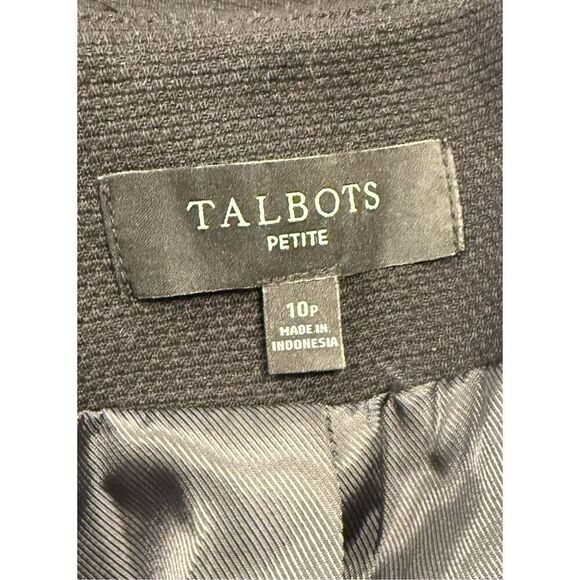 TALBOTS
PETITE
10P
MADE IN
INDONESIA